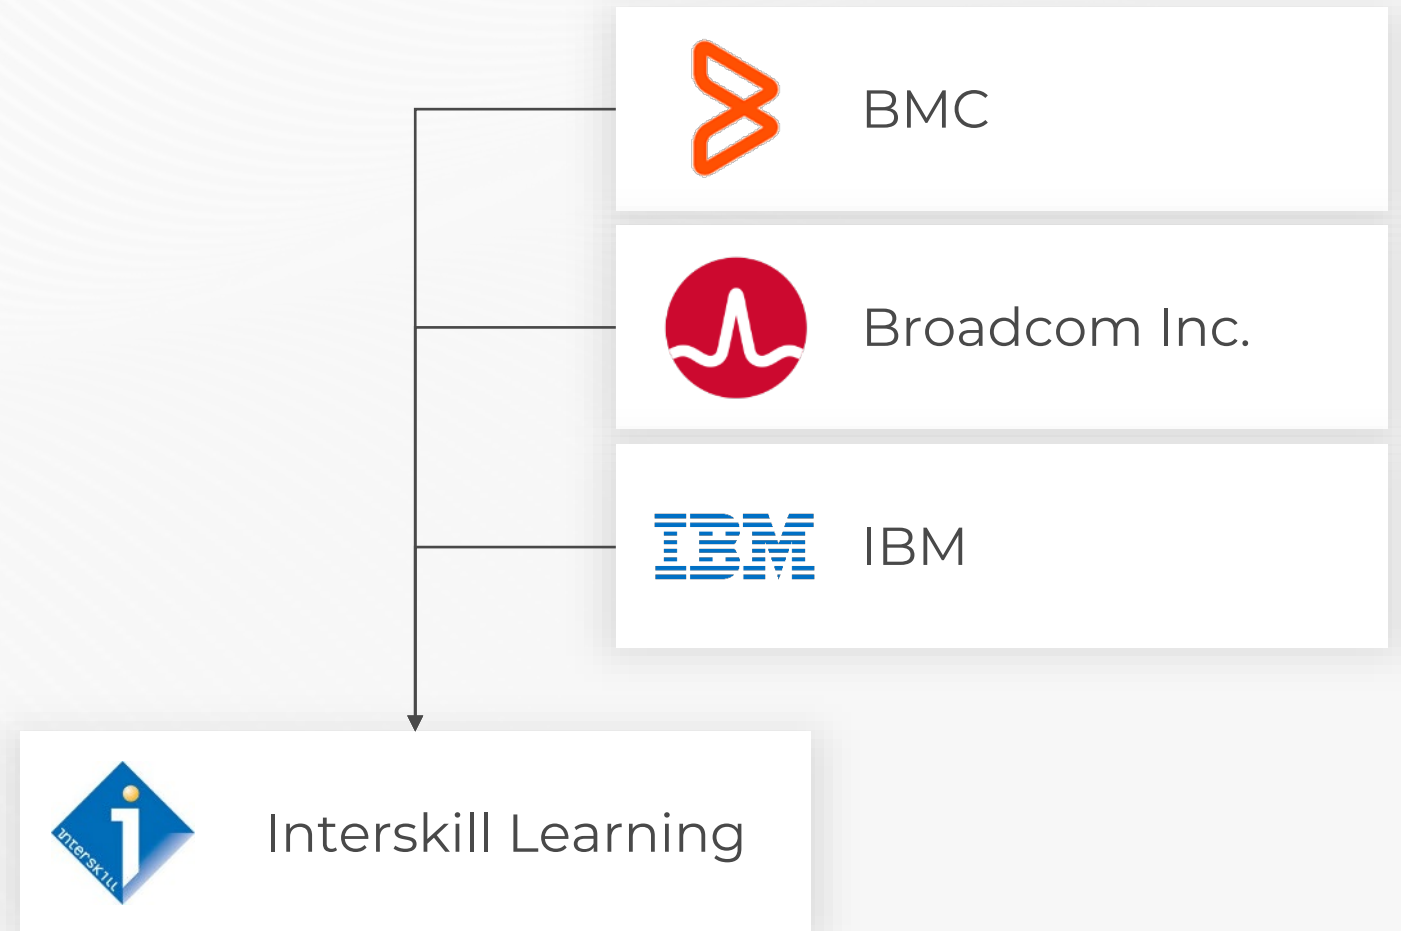 BMC
Broadcom Inc.
IBM
IBM
Interskill Learning
interskill